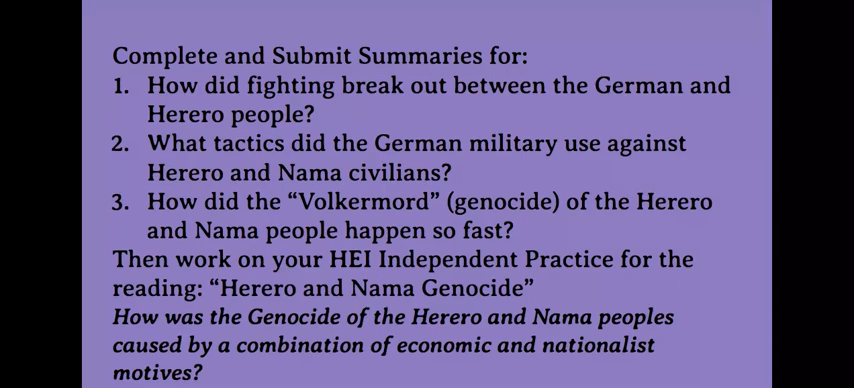 Complete and Submit Summaries for:
1. How did fighting break out between the German and
Herero people?
2. What tactics did the German military use against
Herero and Nama civilians?
3. How did the “Volkermord” (genocide) of the Herero
and Nama people happen so fast?
Then work on your HEI Independent Practice for the
reading: “Herero and Nama Genocide”
How was the Genocide of the Herero and Nama peoples
caused by a combination of economic and nationalist
motives?